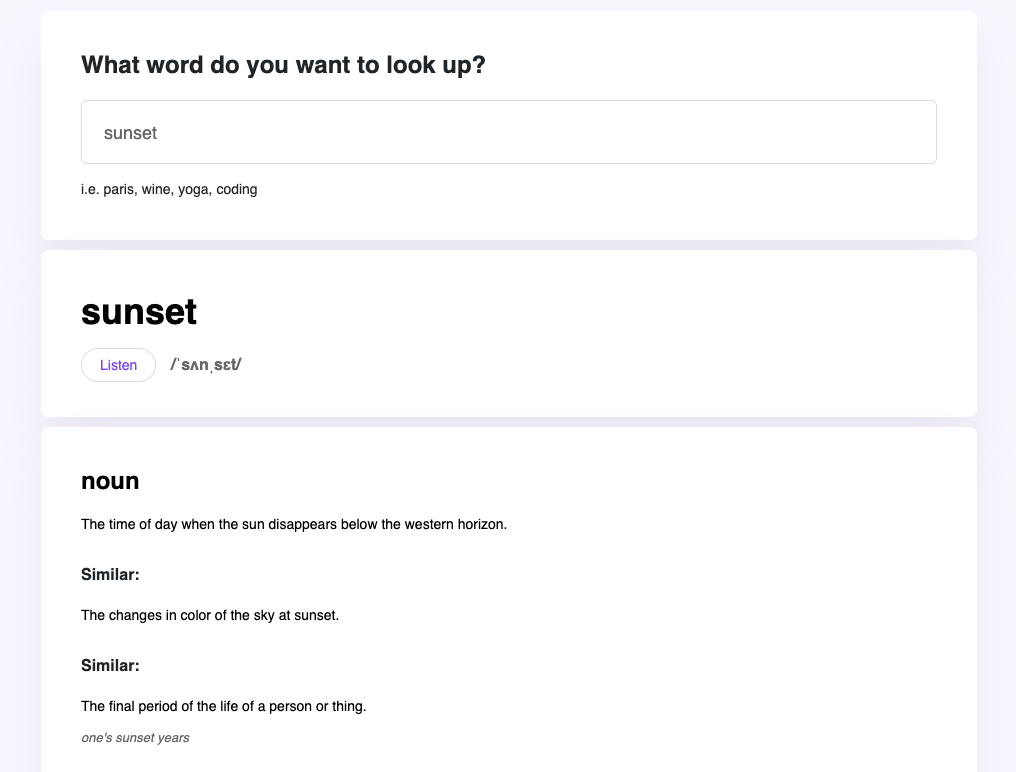 What word do you want to look up?
sunset
i.e. paris, wine, yoga, coding
sunset
Listen /ˈsʌnˌsɛt/
noun
The time of day when the sun disappears below the western horizon.
Similar:
The changes in color of the sky at sunset.
Similar:
The final period of the life of a person or thing.
one's sunset years